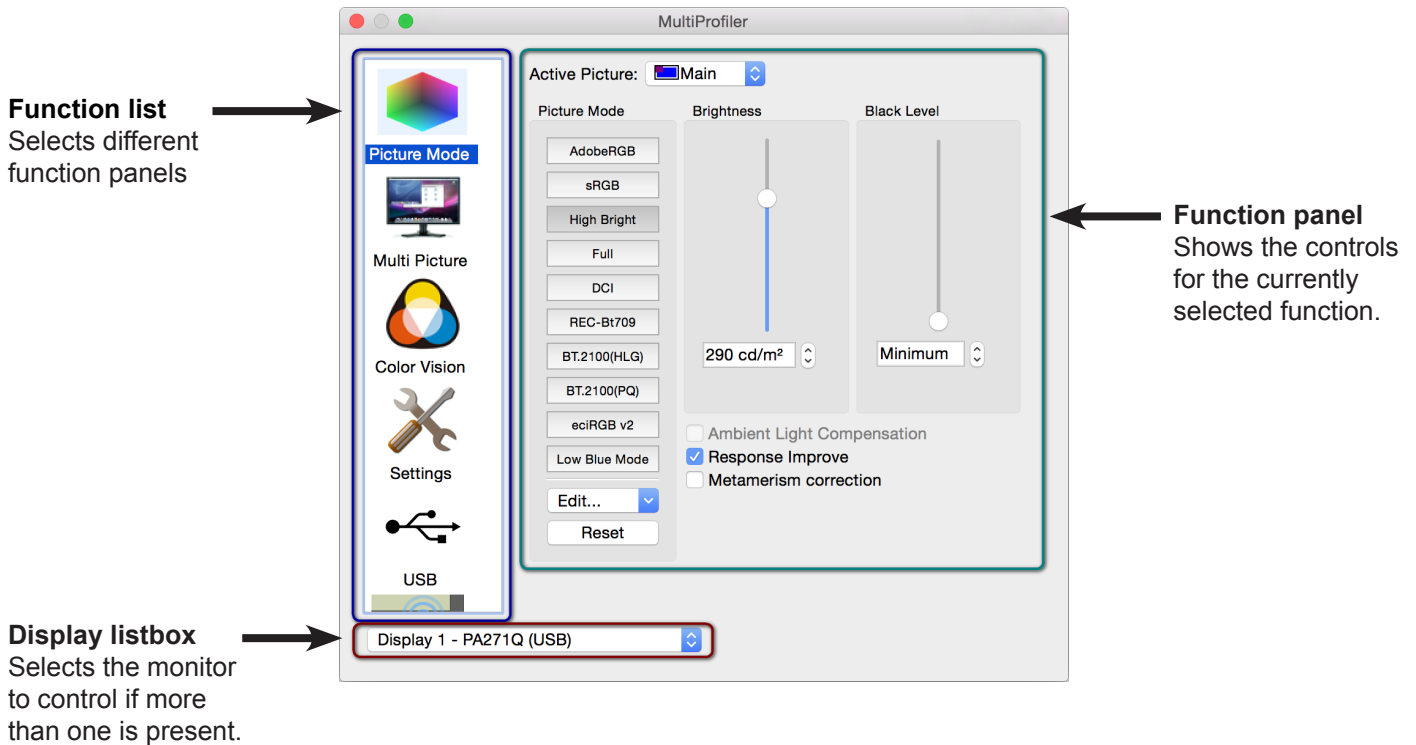 MultiProfiler
Function list
Selects different
function panels
Picture Mode
Multi Picture
Color Vision
Settings
USB
Active Picture: Main
Picture Mode
AdobeRGB
sRGB
High Bright
Full
DCI
REC-Bt709
BT.2100(HLG)
BT.2100(PQ)
eciRGB v2
Low Blue Mode
Edit...
Reset
Brightness
290 cd/m²
Black Level
Minimum
Ambient Light Compensation
Response Improve
Metamerism correction
Function panel
Shows the controls
for the currently
selected function.
Display listbox
Selects the monitor
to control if more
than one is present.
Display 1 - PA271Q (USB)